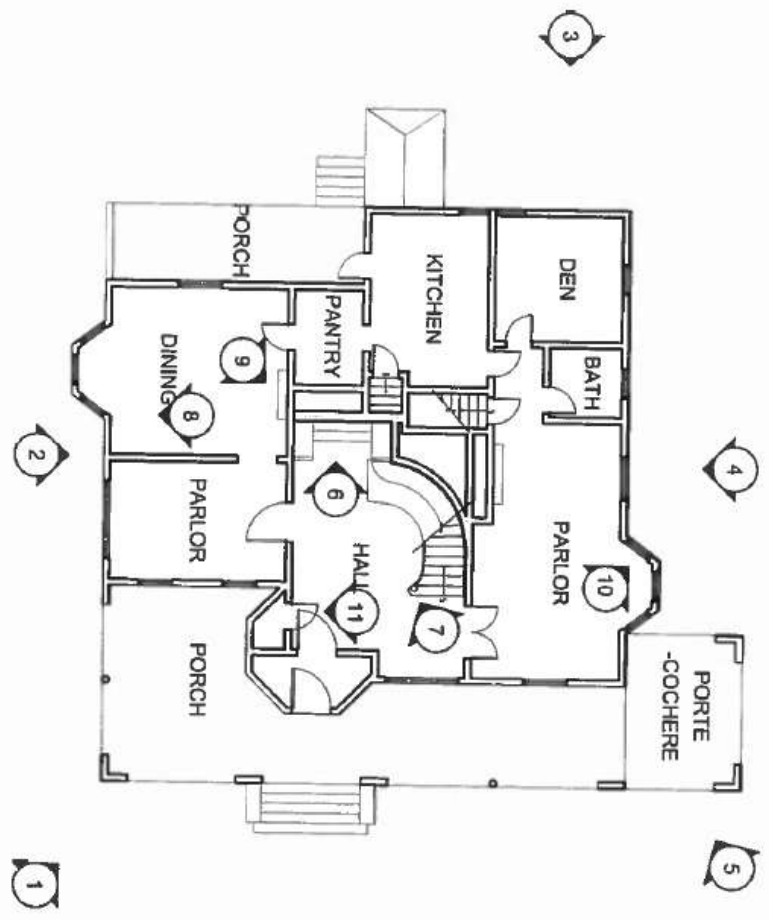 3
PORCH
KITCHEN
DEN
PANTRY
BATH
DINING
9
8
2
4
6
PARLOR
HALL
PARLOR
10
11
7
PORCH
PORTE
-COCHERE
1
5